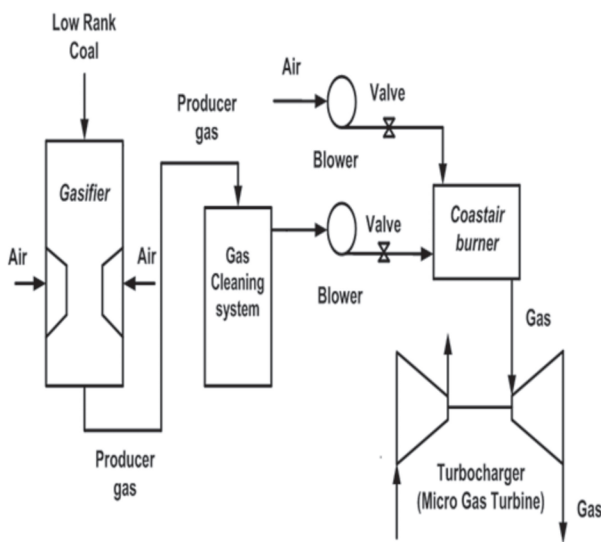 Low Rank
Coal
Air
Valve
Producer
gas
Blower
Gasifier
Air
Air
Gas
Cleaning
system
Valve
Blower
Coastair
burner
Gas
Producer
gas
Turbocharger
(Micro Gas Turbine)
Gas